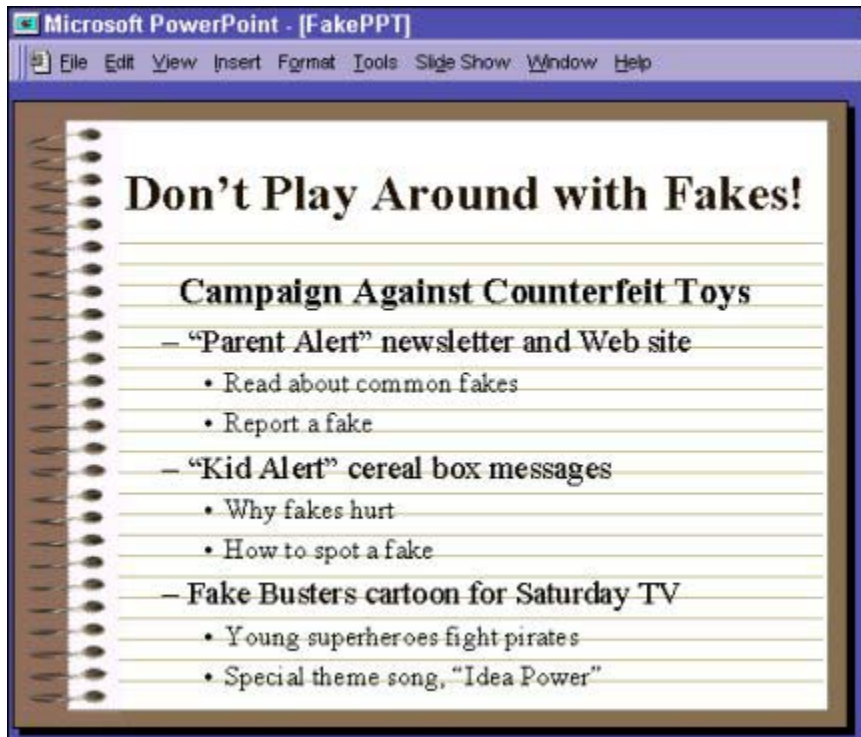 Microsoft PowerPoint - [FakePPT]
File Edit View Insert Format Tools Slide Show Window Help
Don't Play Around with Fakes!
Campaign Against Counterfeit Toys
– “Parent Alert” newsletter and Web site
• Read about common fakes
• Report a fake
– “Kid Alert” cereal box messages
• Why fakes hurt
• How to spot a fake
– Fake Busters cartoon for Saturday TV
• Young superheroes fight pirates
• Special theme song, “Idea Power”